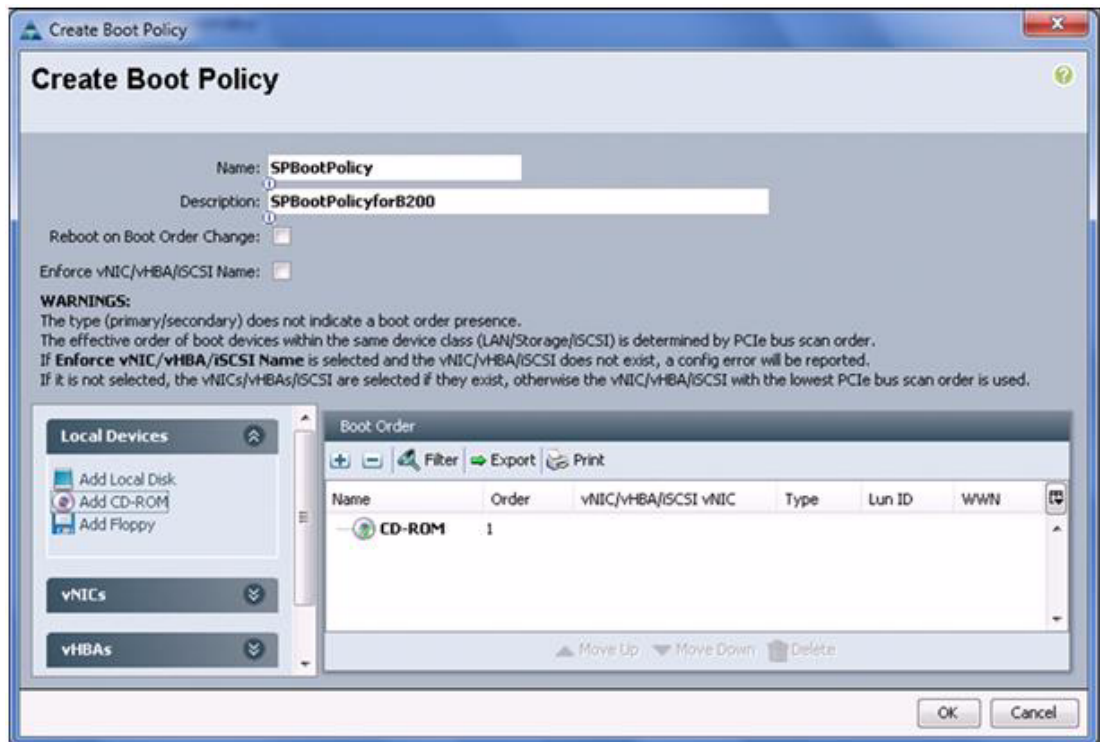 Create Boot Policy
Create Boot Policy
Name: SPBootPolicy
Description: SPBootPolicyforB200
Reboot on Boot Order Change:
Enforce vNIC/vHBA/iSCSI Name:
WARNINGS:
The type (primary/secondary) does not indicate a boot order presence.
The effective order of boot devices within the same device class (LAN/Storage/iSCSI) is determined by PCIe bus scan order.
If Enforce vNIC/vHBA/iSCSI Name is selected and the vNIC/vHBA/iSCSI does not exist, a config error will be reported.
If it is not selected, the vNICs/vHBAs/iSCSI are selected if they exist, otherwise the vNIC/vHBA/iSCSI with the lowest PCIe bus scan order is used.
Local Devices
Add Local Disk
Add CD-ROM
Add Floppy
vNICs
vHBAs
Boot Order
Filter Export Print
Name Order vNIC/vHBA/iSCSI vNIC Type Lun ID WWN
CD-ROM 1
Move Up Move Down Delete
OK Cancel